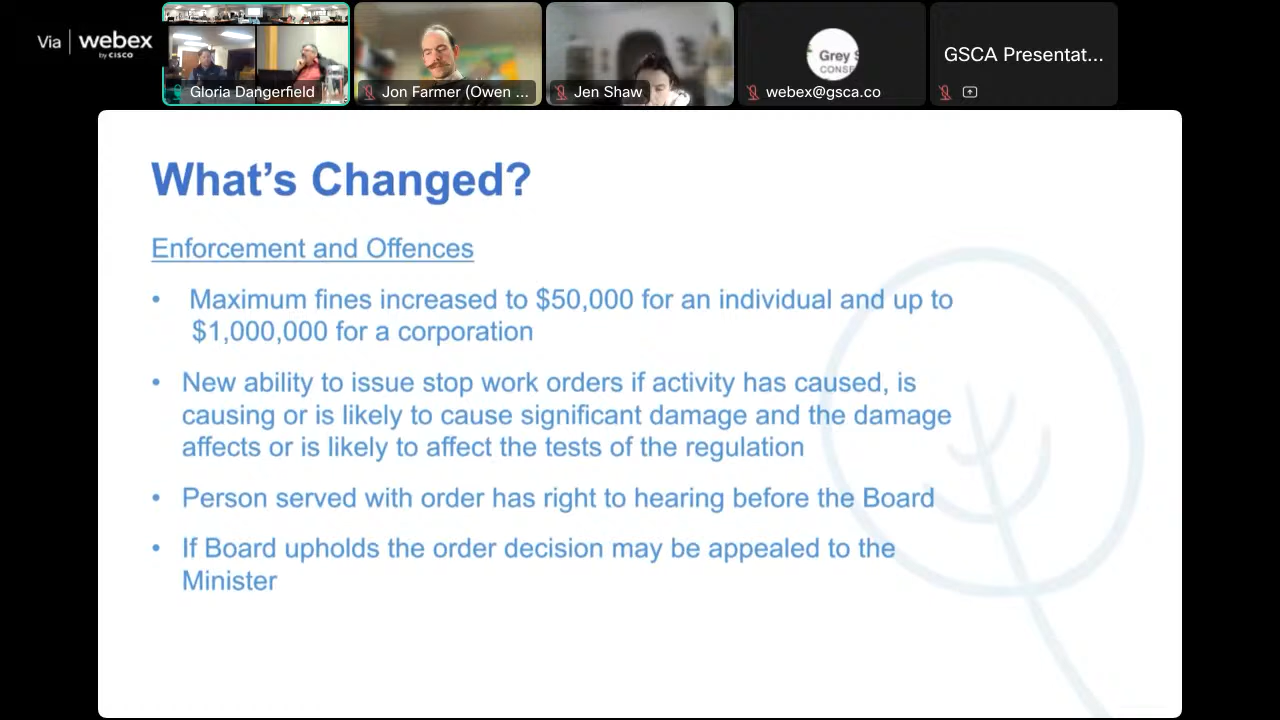 Via webex
by CISCO
Gloria Dangerfield
Jon Farmer (Owen ...
Jen Shaw
Grey S
CONSE
webex@gsca.co
GSCA Presentat...
What’s Changed?
Enforcement and Offences
• Maximum fines increased to $50,000 for an individual and up to
$1,000,000 for a corporation
• New ability to issue stop work orders if activity has caused, is
causing or is likely to cause significant damage and the damage
affects or is likely to affect the tests of the regulation
• Person served with order has right to hearing before the Board
• If Board upholds the order decision may be appealed to the
Minister